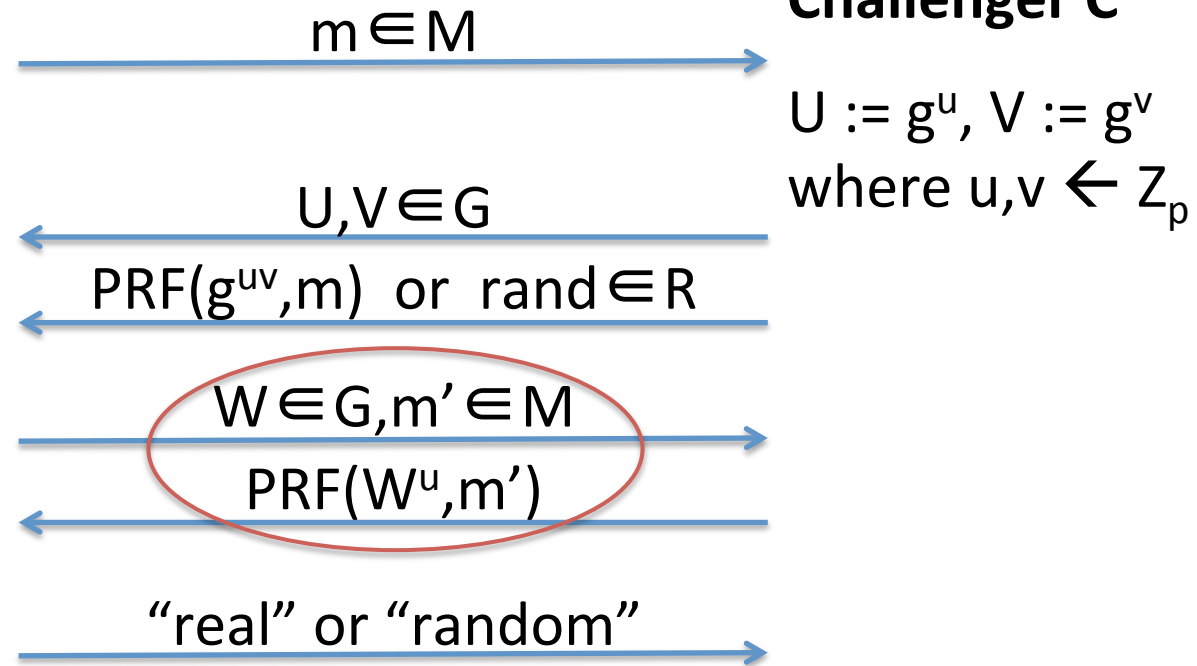 Challenger C
m ∈ M
U := gᵘ, V := gᵛ
where u,v ← Zₚ
U,V ∈ G
PRF(gᵘᵛ,m) or rand ∈ R
W ∈ G,m’ ∈ M
PRF(Wᵘ,m’)
“real” or “random”